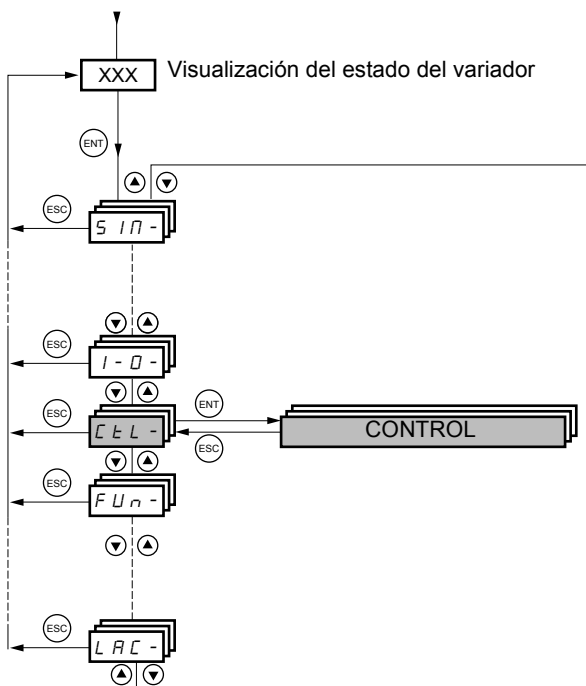 XXX Visualización del estado del variador
ENT
ESC
SIM-
ESC
I-O-
ENT
ESC
CtL-
CONTROL
ESC
ESC
FUn-
ESC
LAC-